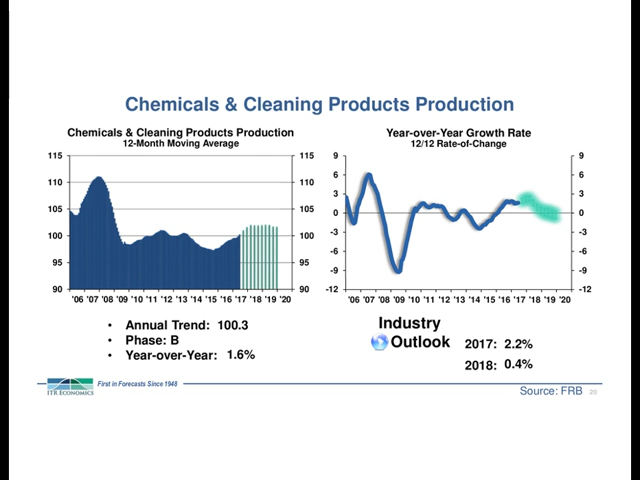 Chemicals & Cleaning Products Production
Chemicals & Cleaning Products Production
12-Month Moving Average
115 115
110 110
105 105
100 100
95 95
90 90
'06 '07 '08 '09 '10 '11 '12 '13 '14 '15 '16 '17 '18 '19 '20
Year-over-Year Growth Rate
12/12 Rate-of-Change
9 9
6 6
3 3
0 0
-3 -3
-6 -6
-9 -9
-12 -12
'06 '07 '08 '09 '10 '11 '12 '13 '14 '15 '16 '17 '18 '19 '20
• Annual Trend: 100.3
• Phase: B
• Year-over-Year: 1.6%
Industry
Outlook
2017: 2.2%
2018: 0.4%
First in Forecasts Since 1948
ITR ECONOMICS
Source: FRB
20